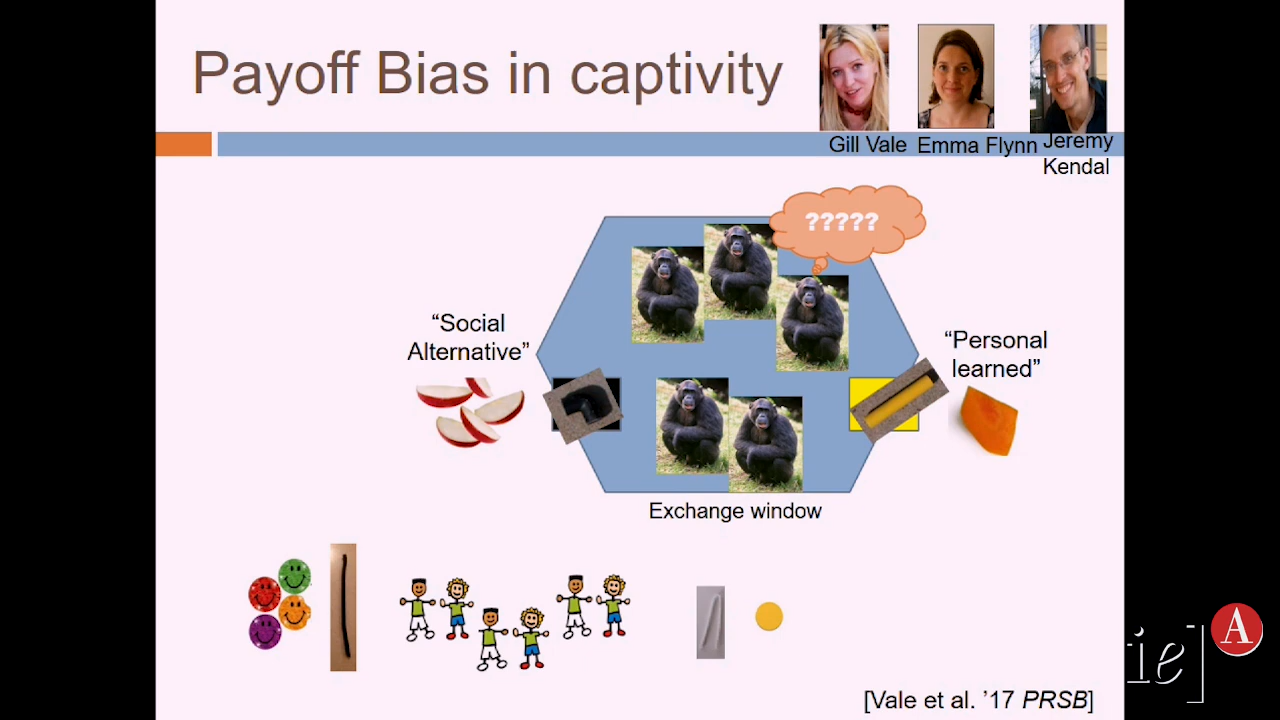 Payoff Bias in captivity
Gill Vale
Emma Flynn
Jeremy
Kendal
?????
“Social
Alternative”
“Personal
learned”
Exchange window
[Vale et al. ’17 PRSB]
ie]
A